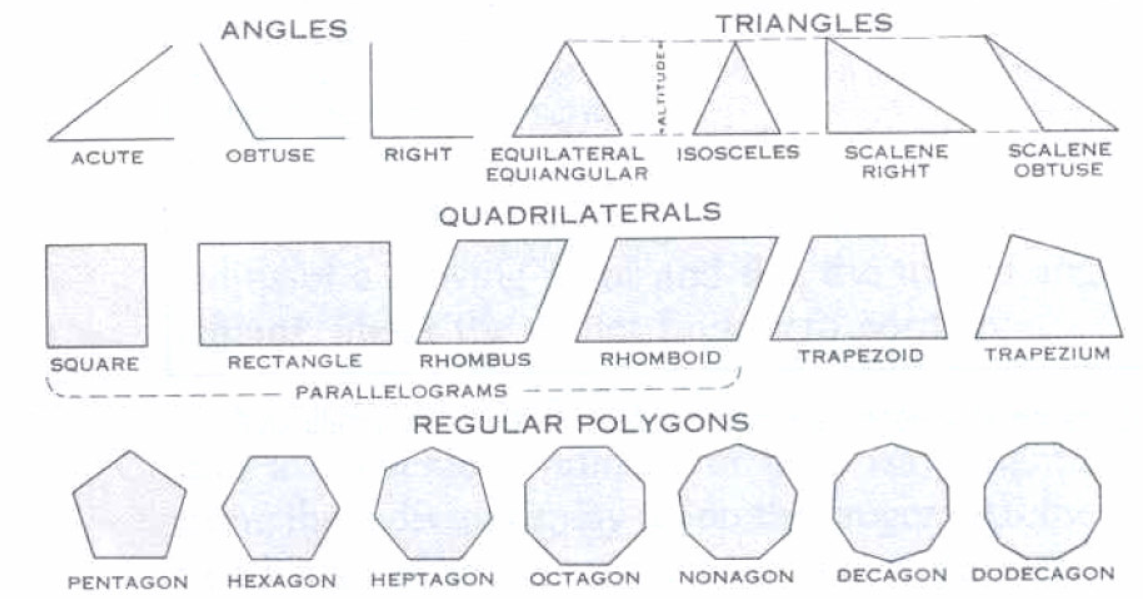 ANGLES
TRIANGLES
ALTITUDE
ACUTE
OBTUSE
RIGHT
EQUILATERAL
EQUIANGULAR
ISOSCELES
SCALENE
RIGHT
SCALENE
OBTUSE
QUADRILATERALS
SQUARE
RECTANGLE
RHOMBUS
RHOMBOID
TRAPEZOID
TRAPEZIUM
PARALLELOGRAMS
REGULAR POLYGONS
PENTAGON
HEXAGON
HEPTAGON
OCTAGON
NONAGON
DECAGON
DODECAGON